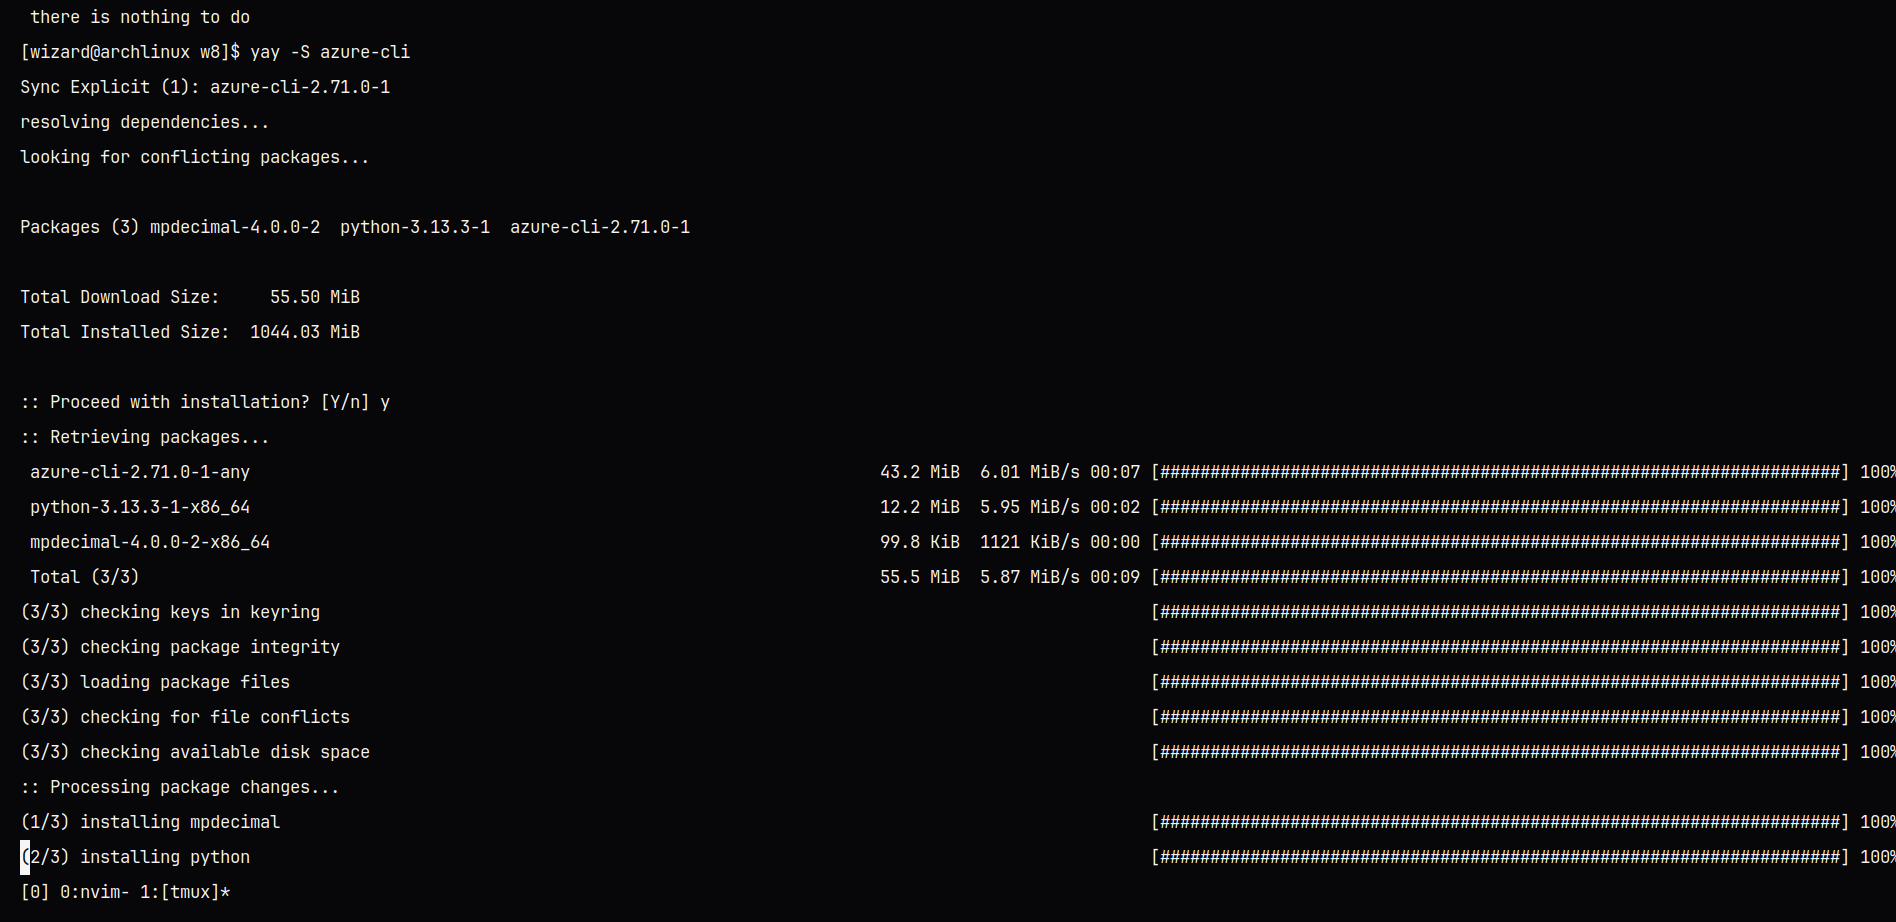 there is nothing to do
[wizard@archlinux w8]$ yay -S azure-cli
Sync Explicit (1): azure-cli-2.71.0-1
resolving dependencies...
looking for conflicting packages...
Packages (3) mpdecimal-4.0.0-2  python-3.13.3-1  azure-cli-2.71.0-1
Total Download Size:     55.50 MiB
Total Installed Size:  1044.03 MiB
:: Proceed with installation? [Y/n] y
:: Retrieving packages...
azure-cli-2.71.0-1-any 43.2 MiB  6.01 MiB/s 00:07 [####################################################################] 100%
python-3.13.3-1-x86_64 12.2 MiB  5.95 MiB/s 00:02 [####################################################################] 100%
mpdecimal-4.0.0-2-x86_64 99.8 KiB  1121 KiB/s 00:00 [####################################################################] 100%
Total (3/3) 55.5 MiB  5.87 MiB/s 00:09 [####################################################################] 100%
(3/3) checking keys in keyring [####################################################################] 100%
(3/3) checking package integrity [####################################################################] 100%
(3/3) loading package files [####################################################################] 100%
(3/3) checking for file conflicts [####################################################################] 100%
(3/3) checking available disk space [####################################################################] 100%
:: Processing package changes...
(1/3) installing mpdecimal [####################################################################] 100%
(2/3) installing python [####################################################################] 100%
[0] 0:nvim- 1:[tmux]*